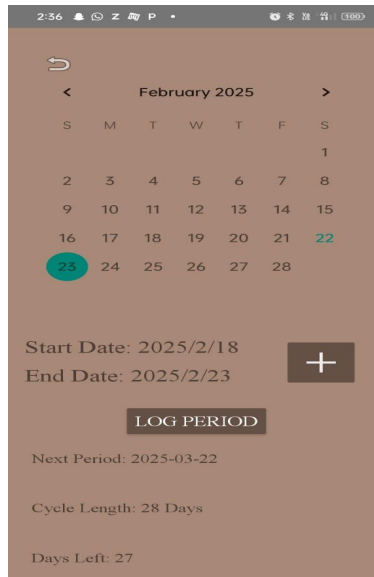 2:36 Z P 100
February 2025
S M T W T F S
1
2 3 4 5 6 7 8
9 10 11 12 13 14 15
16 17 18 19 20 21 22
23 24 25 26 27 28
Start Date: 2025/2/18
End Date: 2025/2/23
LOG PERIOD
Next Period: 2025-03-22
Cycle Length: 28 Days
Days Left: 27